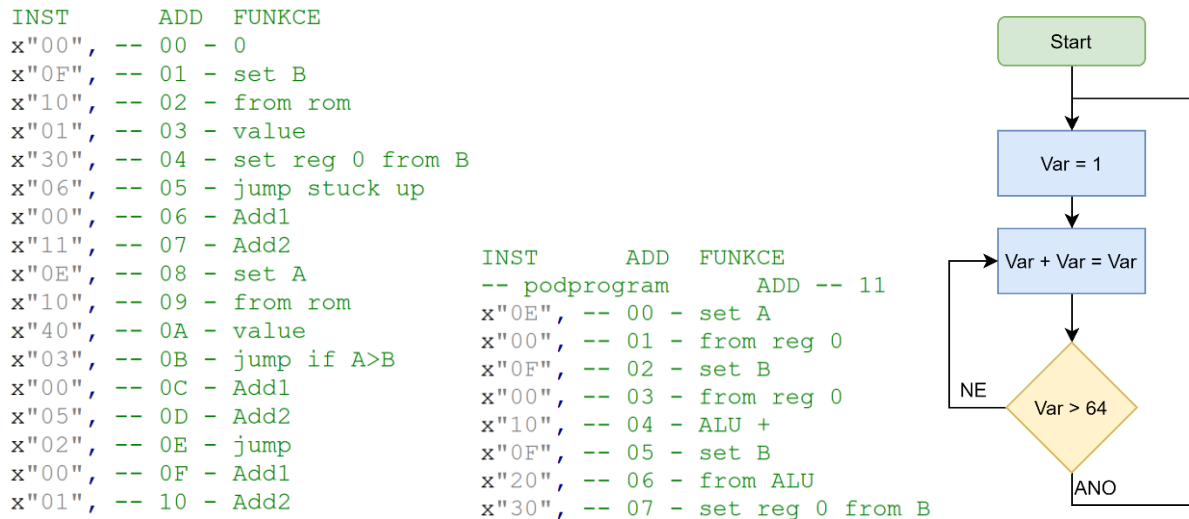 INST ADD FUNKCE
x"00", -- 00 - 0
x"0F", -- 01 - set B
x"10", -- 02 - from rom
x"01", -- 03 - value
x"30", -- 04 - set reg 0 from B
x"06", -- 05 - jump stuck up
x"00", -- 06 - Add1
x"11", -- 07 - Add2
x"0E", -- 08 - set A
x"10", -- 09 - from rom
x"40", -- 0A - value
x"03", -- 0B - jump if A>B
x"00", -- 0C - Add1
x"05", -- 0D - Add2
x"02", -- 0E - jump
x"00", -- 0F - Add1
x"01", -- 10 - Add2
INST ADD FUNKCE
-- podprogram ADD -- 11
x"0E", -- 00 - set A
x"00", -- 01 - from reg 0
x"0F", -- 02 - set B
x"00", -- 03 - from reg 0
x"10", -- 04 - ALU +
x"0F", -- 05 - set B
x"20", -- 06 - from ALU
x"30", -- 07 - set reg 0 from B
Start
Var = 1
Var + Var = Var
NE
Var > 64
ANO